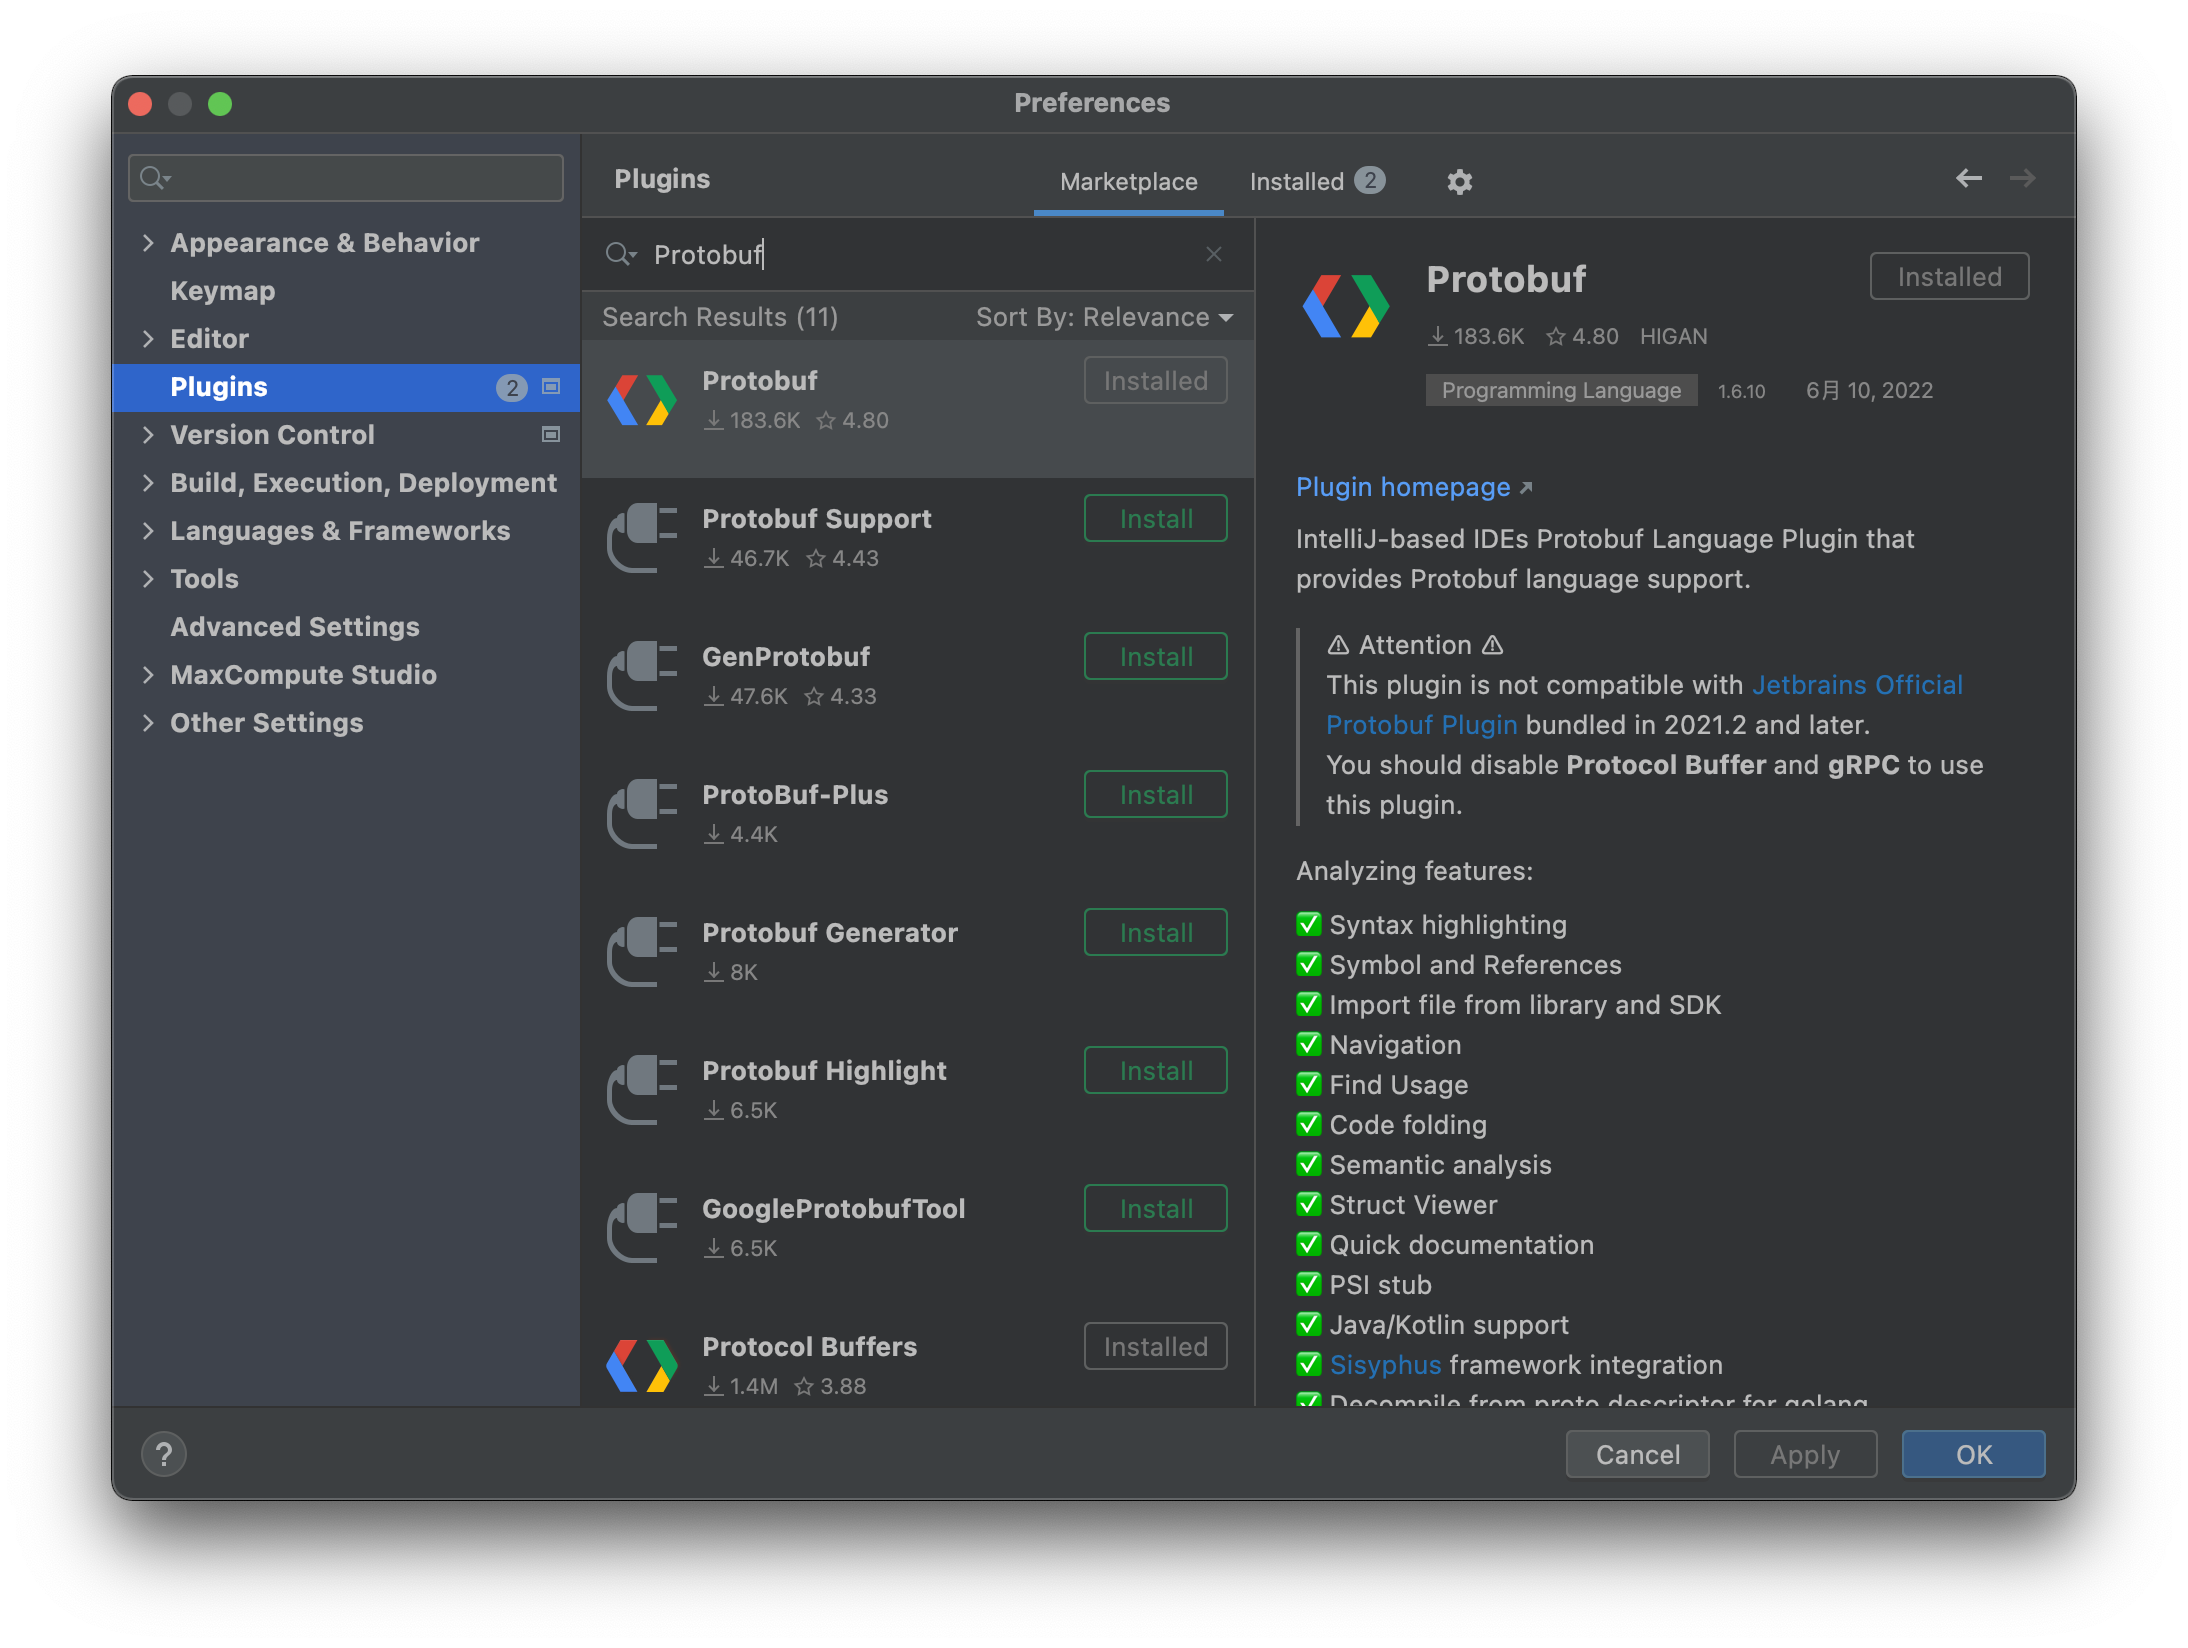 Preferences
Appearance & Behavior
Keymap
Editor
Plugins
2
Version Control
Build, Execution, Deployment
Languages & Frameworks
Tools
Advanced Settings
MaxCompute Studio
Other Settings
Plugins
Marketplace
Installed 2
Protobuf
Search Results (11)
Sort By: Relevance
Protobuf
Installed
183.6K 4.80
Protobuf Support
Install
46.7K 4.43
GenProtobuf
Install
47.6K 4.33
ProtoBuf-Plus
Install
4.4K
Protobuf Generator
Install
8K
Protobuf Highlight
Install
6.5K
GoogleProtobufTool
Install
6.5K
Protocol Buffers
Installed
1.4M 3.88
Protobuf
Installed
183.6K 4.80 HIGAN
Programming Language 1.6.10 6月 10, 2022
Plugin homepage
IntelliJ-based IDEs Protobuf Language Plugin that
provides Protobuf language support.
⚠ Attention ⚠
This plugin is not compatible with Jetbrains Official
Protobuf Plugin bundled in 2021.2 and later.
You should disable Protocol Buffer and gRPC to use
this plugin.
Analyzing features:
✅ Syntax highlighting
✅ Symbol and References
✅ Import file from library and SDK
✅ Navigation
✅ Find Usage
✅ Code folding
✅ Semantic analysis
✅ Struct Viewer
✅ Quick documentation
✅ PSI stub
✅ Java/Kotlin support
✅ Sisyphus framework integration
✅ Decompile from proto descriptor for golang
?
Cancel
Apply
OK